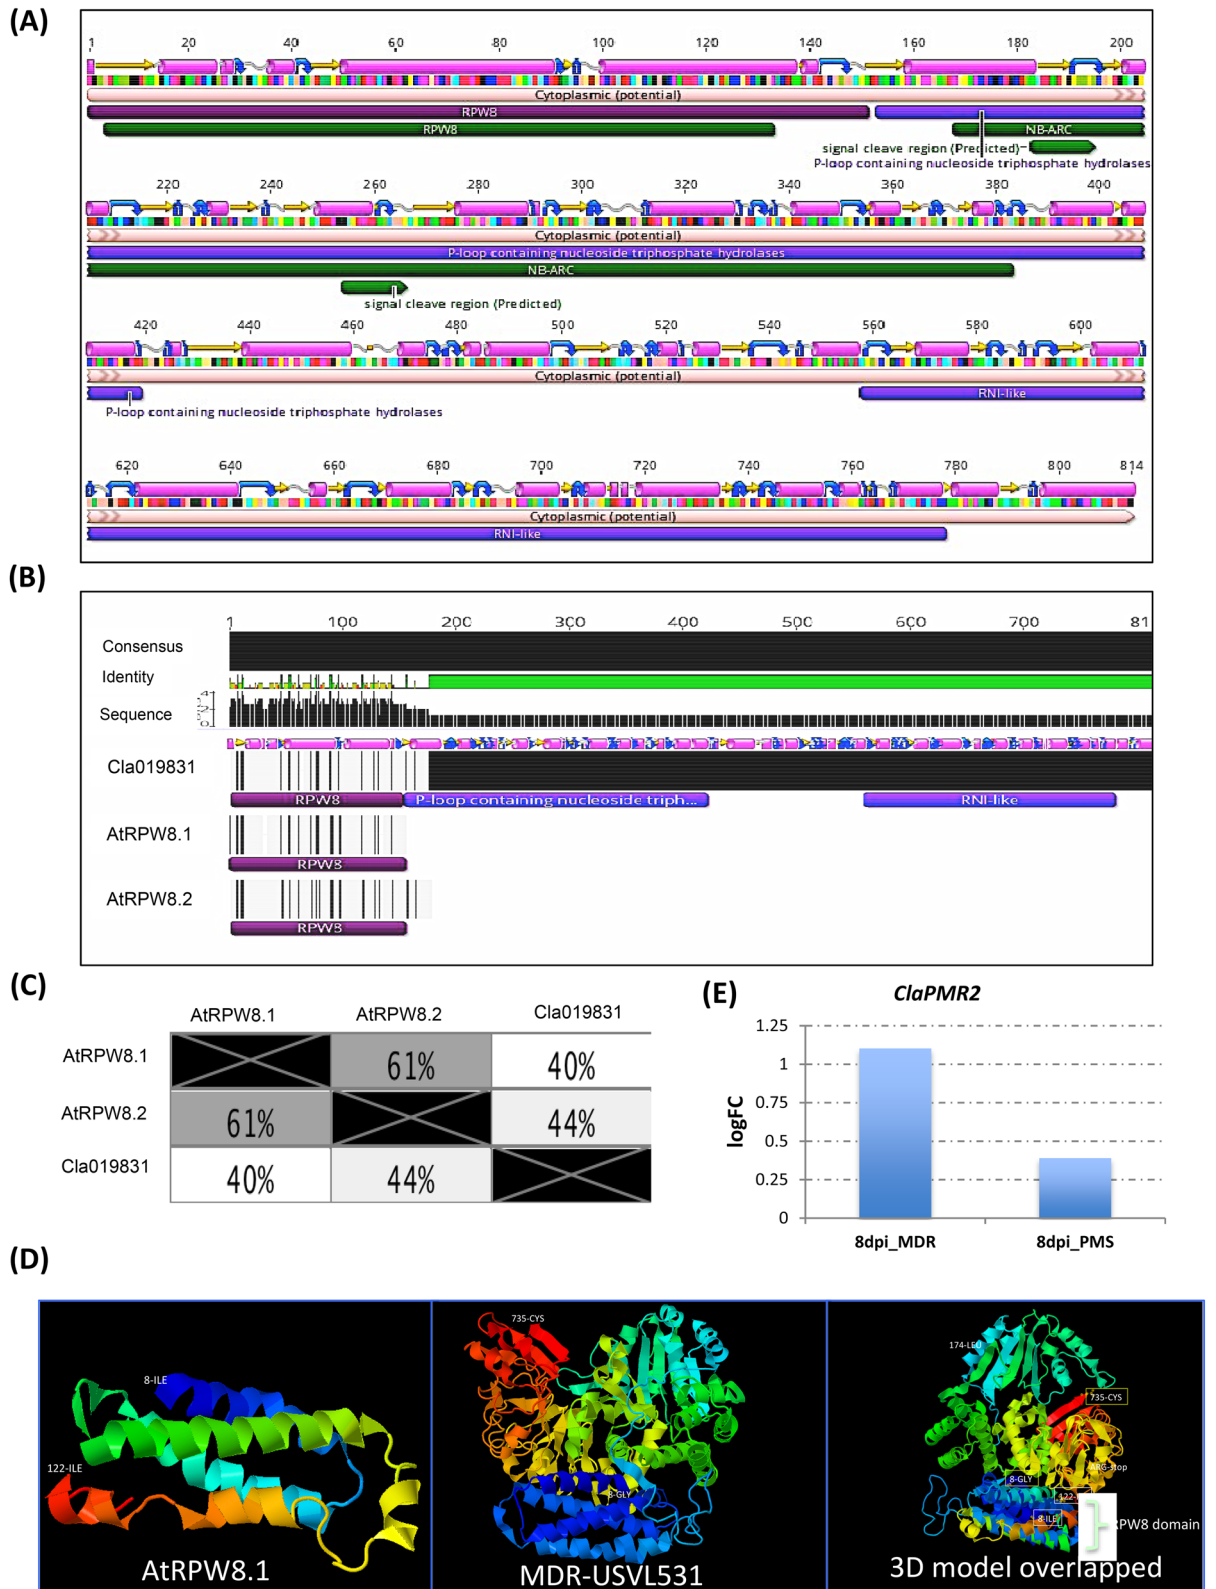 (A)
1 20 40 60 80 100 120 140 160 180 200
Cytoplasmic (potential)
RPW8
RPW8
NB-ARC
signal cleave region (Predicted)
P-loop containing nucleoside triphosphate hydrolases
220 240 260 280 300 320 340 360 380 400
Cytoplasmic (potential)
P-loop containing nucleoside triphosphate hydrolases
NB-ARC
signal cleave region (Predicted)
420 440 460 480 500 520 540 560 580 600
Cytoplasmic (potential)
RNI-like
P-loop containing nucleoside triphosphate hydrolases
620 640 660 680 700 720 740 760 780 800 814
Cytoplasmic (potential)
RNI-like
(B)
1 100 200 300 400 500 600 700 81
Consensus
Identity
Sequence
4
2
0
Cla019831
RPW8 P-loop containing nucleoside triph... RNI-like
AtRPW8.1
RPW8
AtRPW8.2
RPW8
(C)
AtRPW8.1 AtRPW8.2 Cla019831
AtRPW8.1 61% 40%
AtRPW8.2 61% 44%
Cla019831 40% 44%
(E)
ClaPMR2
logFC
1.25
1
0.75
0.5
0.25
0
8dpi_MDR 8dpi_PMS
(D)
8-ILE
122-ILE
AtRPW8.1
735-CYS
8-GLY
MDR-USVL531
174-LEU
735-CYS
ARG-stop
8-GLY
122-
8-ILE
RPW8 domain
3D model overlapped